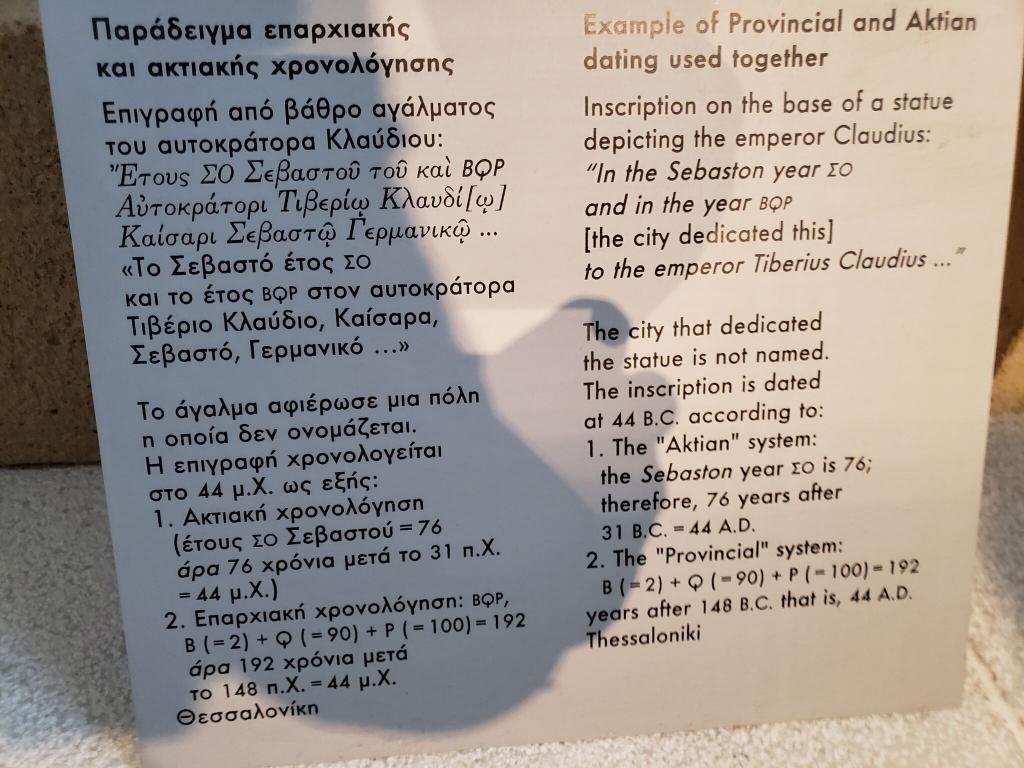 Παράδειγμα επαρχιακής
και ακτιακής χρονολόγησης
Επιγραφή από βάθρο αγάλματος
του αυτοκράτορα Κλαύδιου:
"Ἔτους ΣΟ Σεβαστοῦ τοῦ καὶ ΒϘΡ
Αὐτοκράτορι Τιβερίῳ Κλαυδί[ῳ]
Καίσαρι Σεβαστῷ Γερμανικῷ ...
«Το Σεβαστό έτος ΣΟ
και το έτος ΒϘΡ στον αυτοκράτορα
Τιβέριο Κλαύδιο, Καίσαρα,
Σεβαστό, Γερμανικό ...»
Το άγαλμα αφιέρωσε μια πόλη
η οποία δεν ονομάζεται.
Η επιγραφή χρονολογείται
στο 44 μ.Χ. ως εξής:
1. Ακτιακή χρονολόγηση
(έτους ΣΟ Σεβαστού = 76
άρα 76 χρόνια μετά το 31 π.Χ.
= 44 μ.Χ.)
2. Επαρχιακή χρονολόγηση: ΒϘΡ,
Β (= 2) + Ϙ (= 90) + Ρ (= 100) = 192
άρα 192 χρόνια μετά
το 148 π.Χ. = 44 μ.Χ.
Θεσσαλονίκη
Example of Provincial and Aktian
dating used together
Inscription on the base of a statue
depicting the emperor Claudius:
"In the Sebaston year ΣΟ
and in the year ΒϘΡ
[the city dedicated this]
to the emperor Tiberius Claudius ..."
The city that dedicated
the statue is not named.
The inscription is dated
at 44 B.C. according to:
1. The "Aktian" system:
the Sebaston year ΣΟ is 76;
therefore, 76 years after
31 B.C. = 44 A.D.
2. The "Provincial" system:
Β (= 2) + Ϙ (= 90) + Ρ (= 100) = 192
years after 148 B.C. that is, 44 A.D.
Thessaloniki